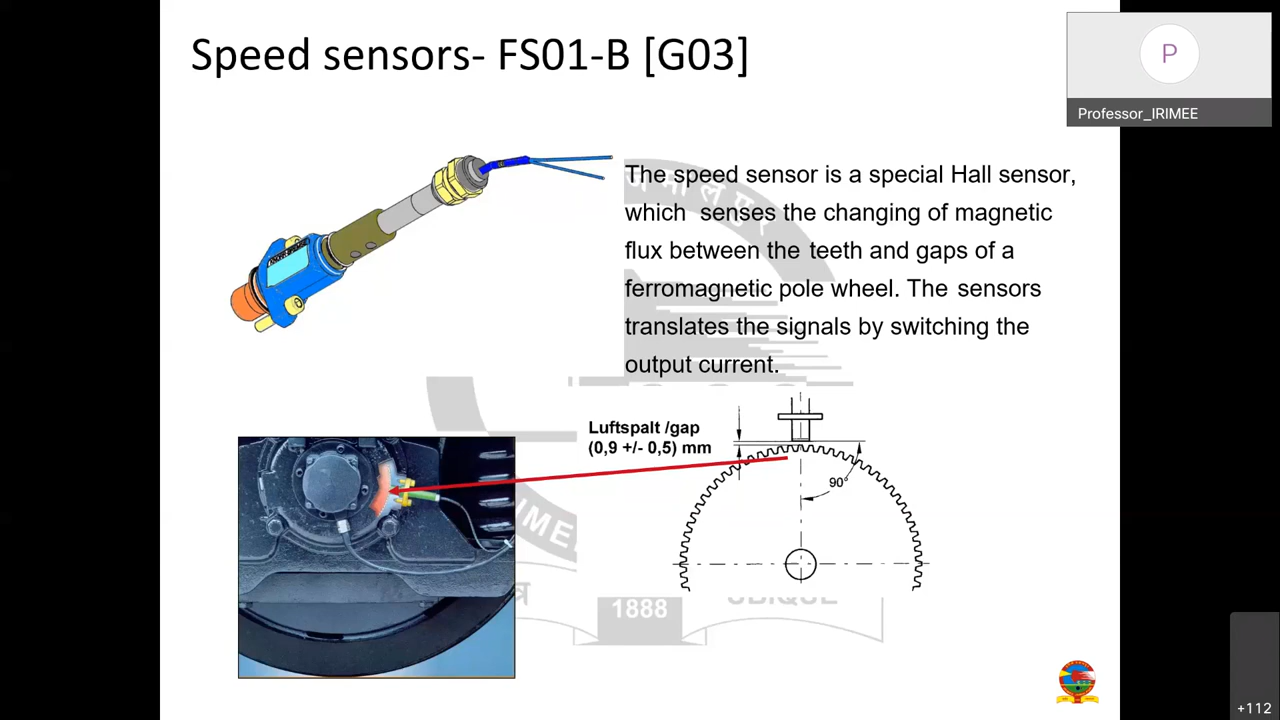 Speed sensors- FS01-B [G03]
P
Professor_IRIMEE
The speed sensor is a special Hall sensor,
which senses the changing of magnetic
flux between the teeth and gaps of a
ferromagnetic pole wheel. The sensors
translates the signals by switching the
output current.
Luftspalt /gap
(0,9 +/- 0,5) mm
90°
1888
UBIQUE
+112